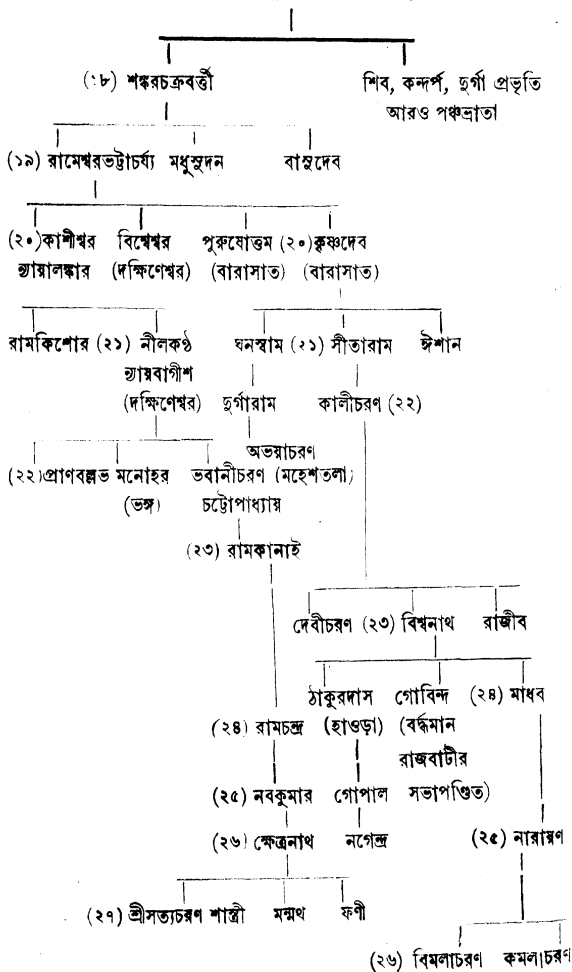 (১৮) শঙ্করচক্রবর্ত্তী শিব, কন্দর্প, দুর্গা প্রভৃতি
আরও পঞ্চভ্রাতা
(১৯) রামেশ্বরভট্টাচর্য্য মধুসুদন বাসুদেব
(২০)কাশীশ্বর বিশ্বেশ্বর পুরুষোত্তম (২০)কৃষ্ণদেব
ন্যায়ালঙ্কার (দক্ষিণেশ্বর) (বারাসাত) (বারাসাত)
রামকিশোর (২১) নীলকণ্ঠ ঘনশ্যাম (২১) সীতারাম ঈশান
ন্যায়বাগীশ
(দক্ষিণেশ্বর) দুর্গারাম কালীচরণ (২২)
অভয়াচরণ
(২২)প্রাণবল্লভ মনোহর ভবানীচরণ (মহেশতলা)
(ভঙ্গ) চট্টোপাধ্যায়
(২৩) রামকানাই
দেবীচরণ (২৩) বিশ্বনাথ রাজীব
ঠাকুরদাস গোবিন্দ (২৪) মাধব
(২৪) রামচন্দ্র (হাওড়া) (বর্দ্ধমান
রাজবাটীর
(২৫) নবকুমার গোপাল সভাপণ্ডিত)
(২৬) ক্ষেত্রনাথ নগেন্দ্র (২৫) নারায়ণ
(২৭) শ্রীসত্যচরণ শাস্ত্রী মন্মথ ফণী
(২৬) বিমলাচরণ কমলাচরণ